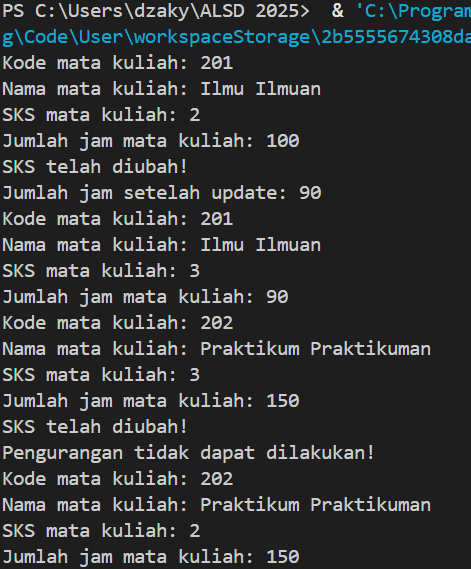 PS C:\Users\dzaky\ALSD 2025>  & 'C:\Program
g\Code\User\workspaceStorage\2b5555674308da
Kode mata kuliah: 201
Nama mata kuliah: Ilmu Ilmuan
SKS mata kuliah: 2
Jumlah jam mata kuliah: 100
SKS telah diubah!
Jumlah jam setelah update: 90
Kode mata kuliah: 201
Nama mata kuliah: Ilmu Ilmuan
SKS mata kuliah: 3
Jumlah jam mata kuliah: 90
Kode mata kuliah: 202
Nama mata kuliah: Praktikum Praktikuman
SKS mata kuliah: 3
Jumlah jam mata kuliah: 150
SKS telah diubah!
Pengurangan tidak dapat dilakukan!
Kode mata kuliah: 202
Nama mata kuliah: Praktikum Praktikuman
SKS mata kuliah: 2
Jumlah jam mata kuliah: 150